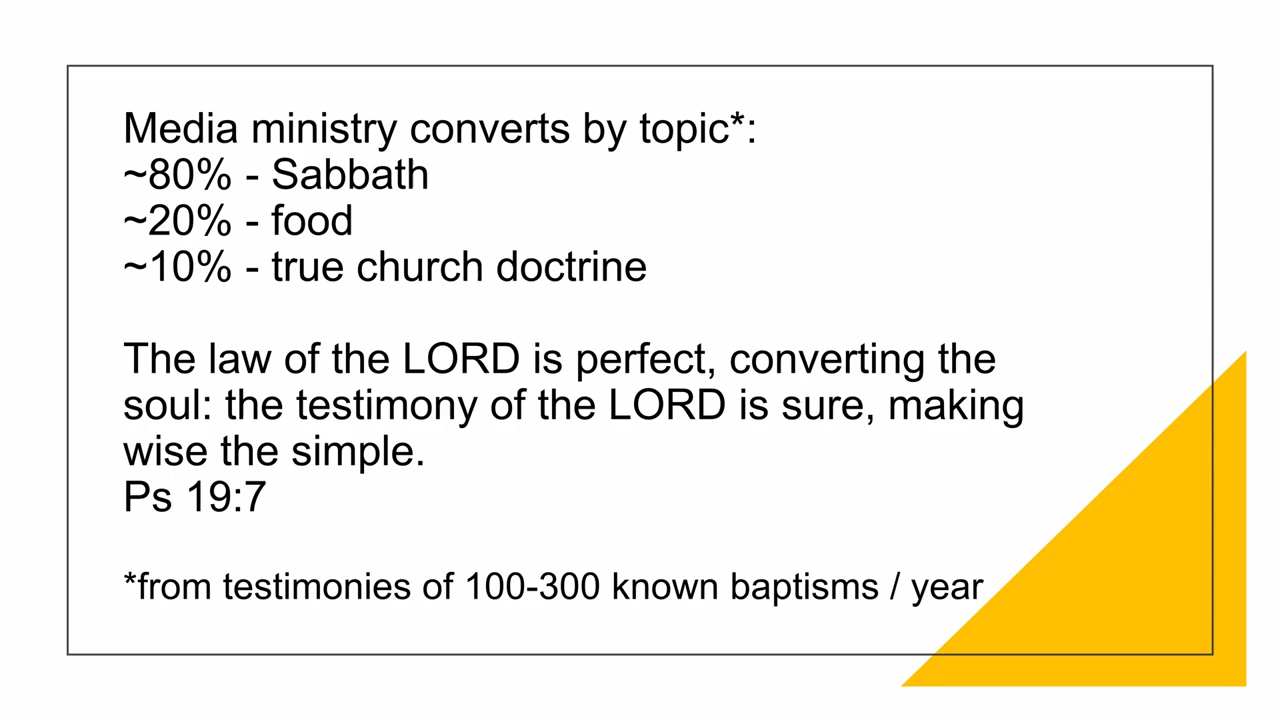 Media ministry converts by topic*:
~80% - Sabbath
~20% - food
~10% - true church doctrine
The law of the LORD is perfect, converting the
soul: the testimony of the LORD is sure, making
wise the simple.
Ps 19:7
*from testimonies of 100-300 known baptisms / year